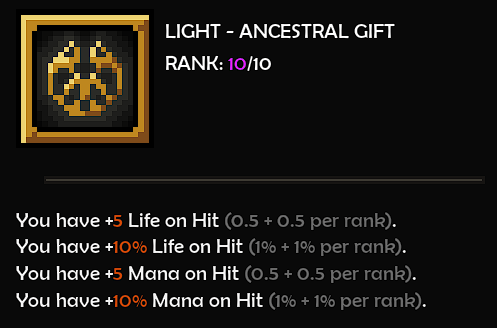 LIGHT - ANCESTRAL GIFT
RANK: 10/10
You have +5 Life on Hit (0.5 + 0.5 per rank).
You have +10% Life on Hit (1% + 1% per rank).
You have +5 Mana on Hit (0.5 + 0.5 per rank).
You have +10% Mana on Hit (1% + 1% per rank).